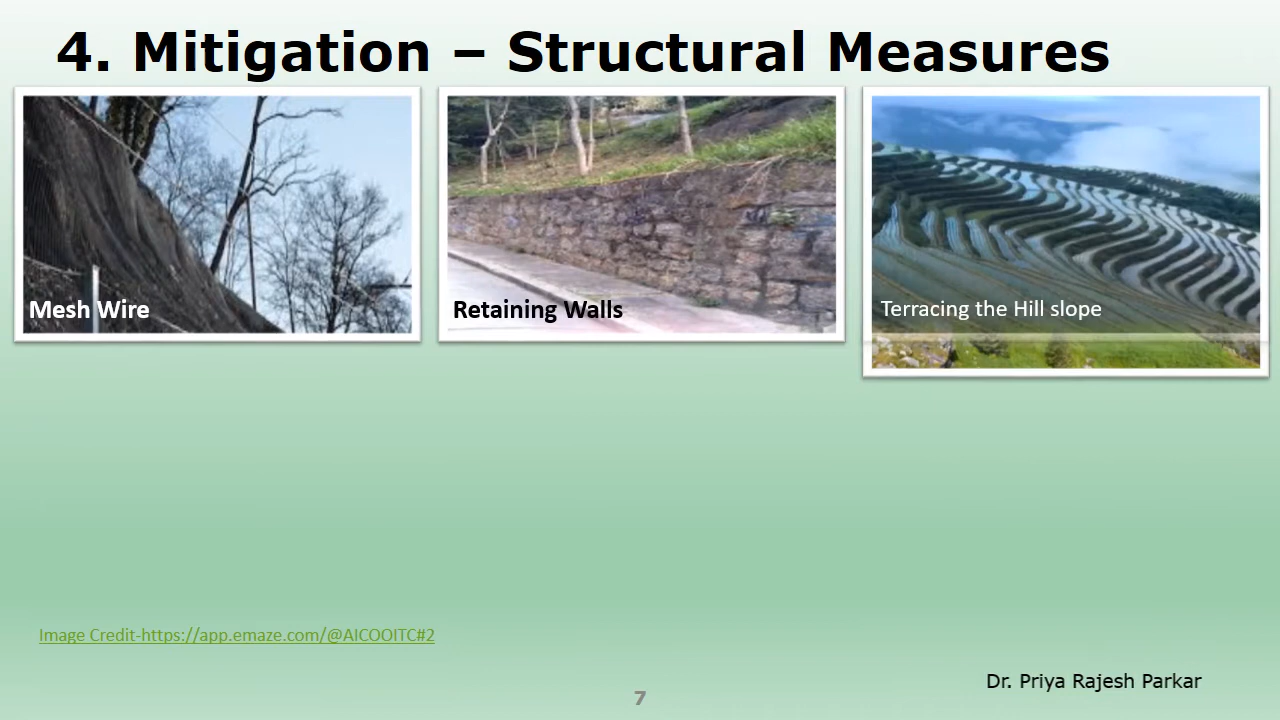 4. Mitigation – Structural Measures
Mesh Wire
Retaining Walls
Terracing the Hill slope
Image Credit-https://app.emaze.com/@AICOOITC#2
Dr. Priya Rajesh Parkar
7